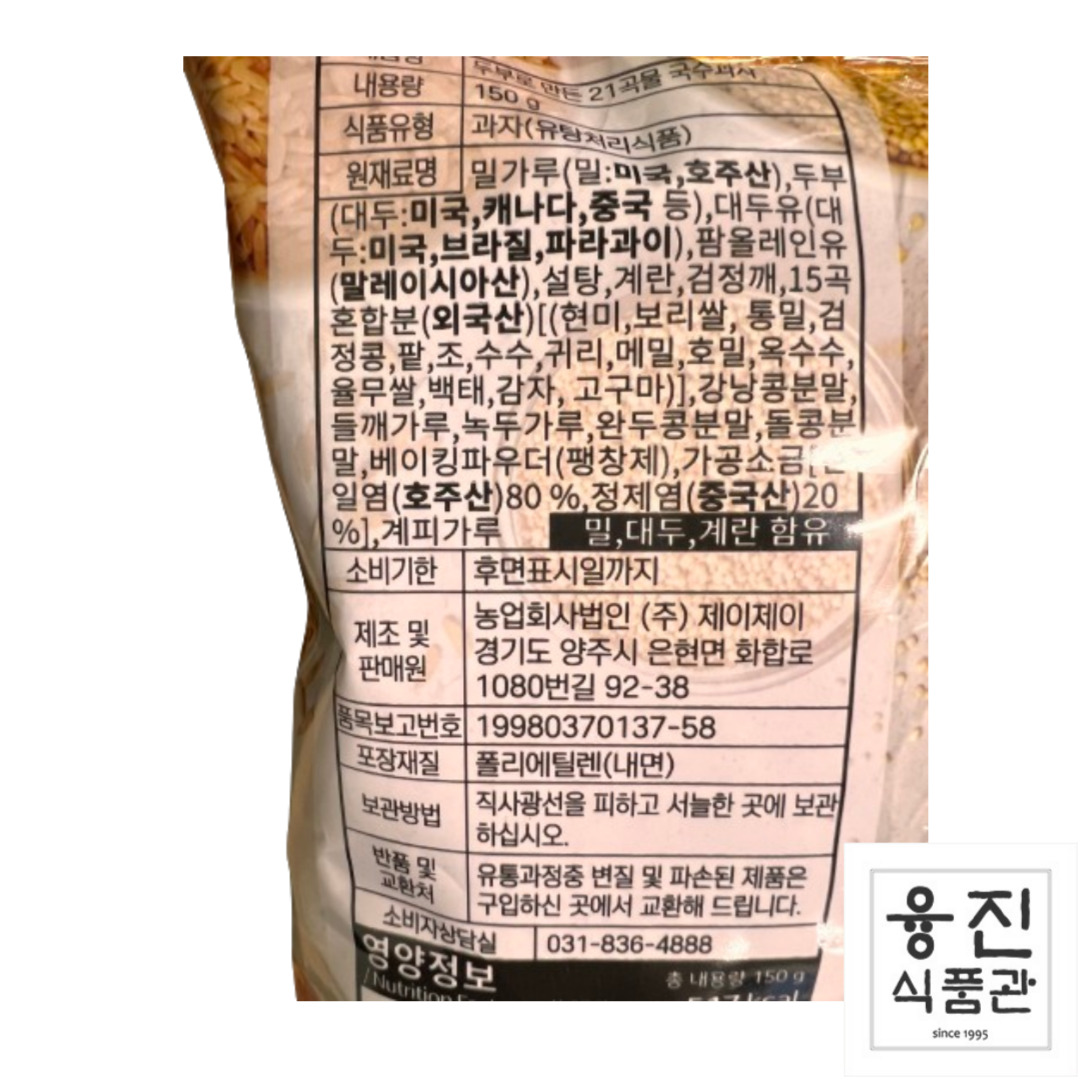 두부로 만든 21곡물 국수과자
내용량 150 g
식품유형 과자(유탕처리식품)
원재료명 밀가루(밀:미국,호주산),두부
(대두:미국,캐나다,중국 등),대두유(대
두:미국,브라질,파라과이),팜올레인유
(말레이시아산),설탕,계란,검정깨,15곡
혼합분(외국산)[(현미,보리쌀, 통밀,검
정콩,팥,조,수수,귀리,메밀,호밀,옥수수,
율무쌀,백태,감자, 고구마)],강낭콩분말,
들깨가루,녹두가루,완두콩분말,돌콩분
말,베이킹파우더(팽창제),가공소금
일염(호주산)80 %,정제염(중국산)20
%],계피가루 밀,대두,계란 함유
소비기한 후면표시일까지
제조 및 판매원 농업회사법인 (주) 제이제이
경기도 양주시 은현면 화합로
1080번길 92-38
품목보고번호 19980370137-58
포장재질 폴리에틸렌(내면)
보관방법 직사광선을 피하고 서늘한 곳에 보관
하십시오.
반품 및 교환처 유통과정중 변질 및 파손된 제품은
구입하신 곳에서 교환해 드립니다.
소비자상담실 031-836-4888
영양정보 총 내용량 150 g
/Nutrition
웅진
식품관
since 1995